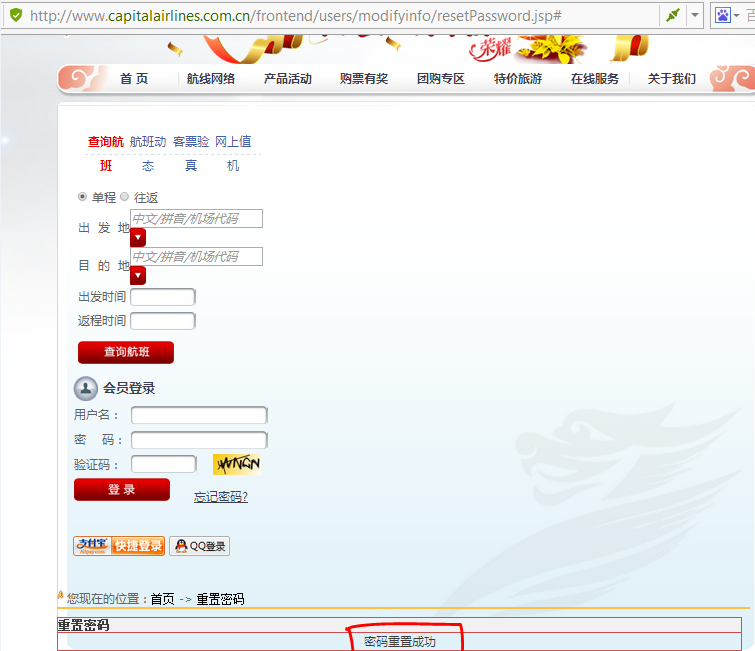 http://www.capitalairlines.com.cn/frontend/users/modifyinfo/resetPassword.jsp#
荣耀
首 页 航线网络 产品活动 购票有奖 团购专区 特价旅游 在线服务 关于我们
查询航班 航班动态 客票验真 网上值机
单程 往返
出 发 地 中文/拼音/机场代码
目 的 地 中文/拼音/机场代码
出发时间
返程时间
查询航班
会员登录
用户名：
密 码：
验证码： WNGN
登 录 忘记密码?
支付宝 快捷登录 QQ登录
您现在的位置：首页 -> 重置密码
重置密码
密码重置成功